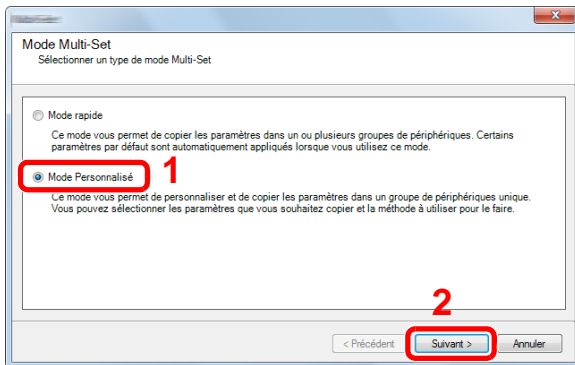 Mode Multi-Set
Sélectionner un type de mode Multi-Set
Mode rapide
Ce mode vous permet de copier les paramètres dans un ou plusieurs groupes de périphériques. Certains
paramètres par défaut sont automatiquement appliqués lorsque vous utilisez ce mode.
1
Mode Personnalisé
Ce mode vous permet de personnaliser et de copier les paramètres dans un groupe de périphériques unique.
Vous pouvez sélectionner les paramètres que vous souhaitez copier et la méthode à utiliser pour le faire.
2
< Précédent Suivant > Annuler